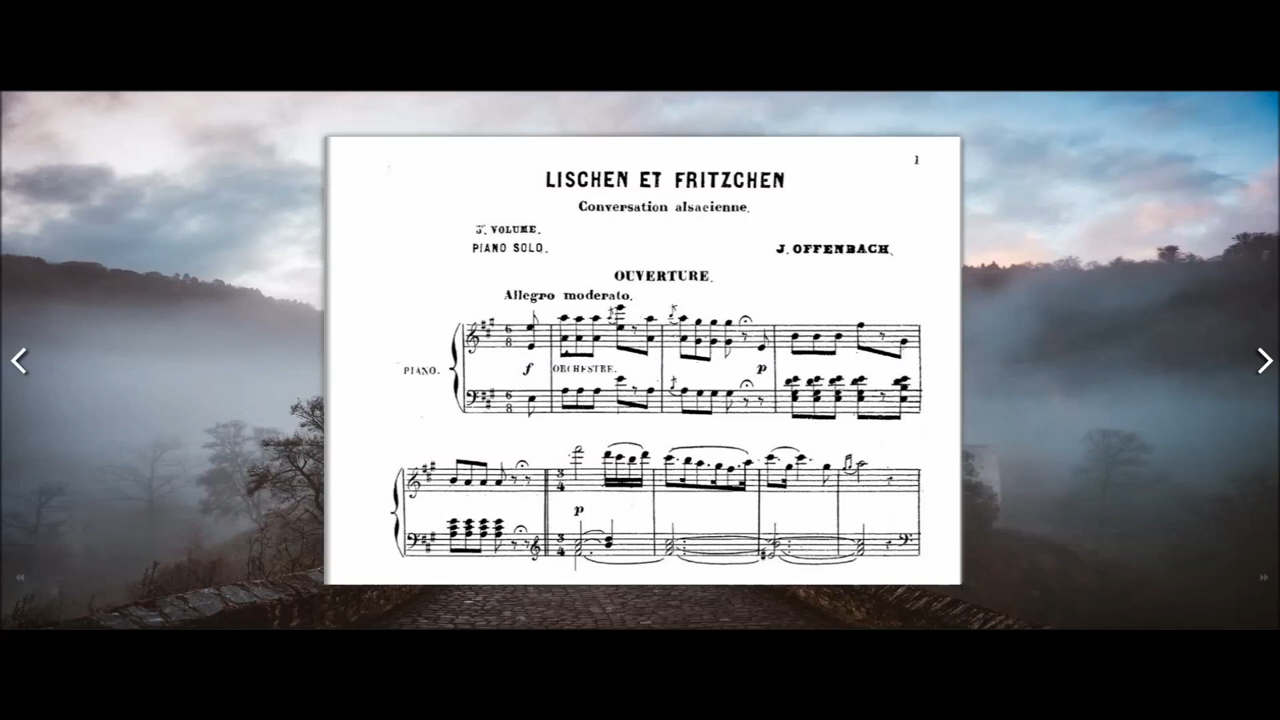 1
LISCHEN ET FRITZCHEN
Conversation alsacienne.
3e. VOLUME.
PIANO SOLO.
J. OFFENBACH.
OUVERTURE.
Allegro moderato.
PIANO.
f
ORCHESTRE.
p
p